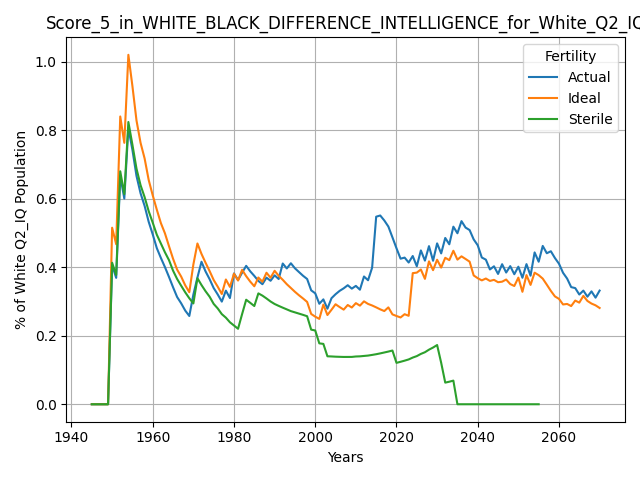 Score_5_in_WHITE_BLACK_DIFFERENCE_INTELLIGENCE_for_White_Q2_IQ
Fertility
Actual
Ideal
Sterile
% of White Q2_IQ Population
1.0
0.8
0.6
0.4
0.2
0.0
1940 1960 1980 2000 2020 2040 2060
Years